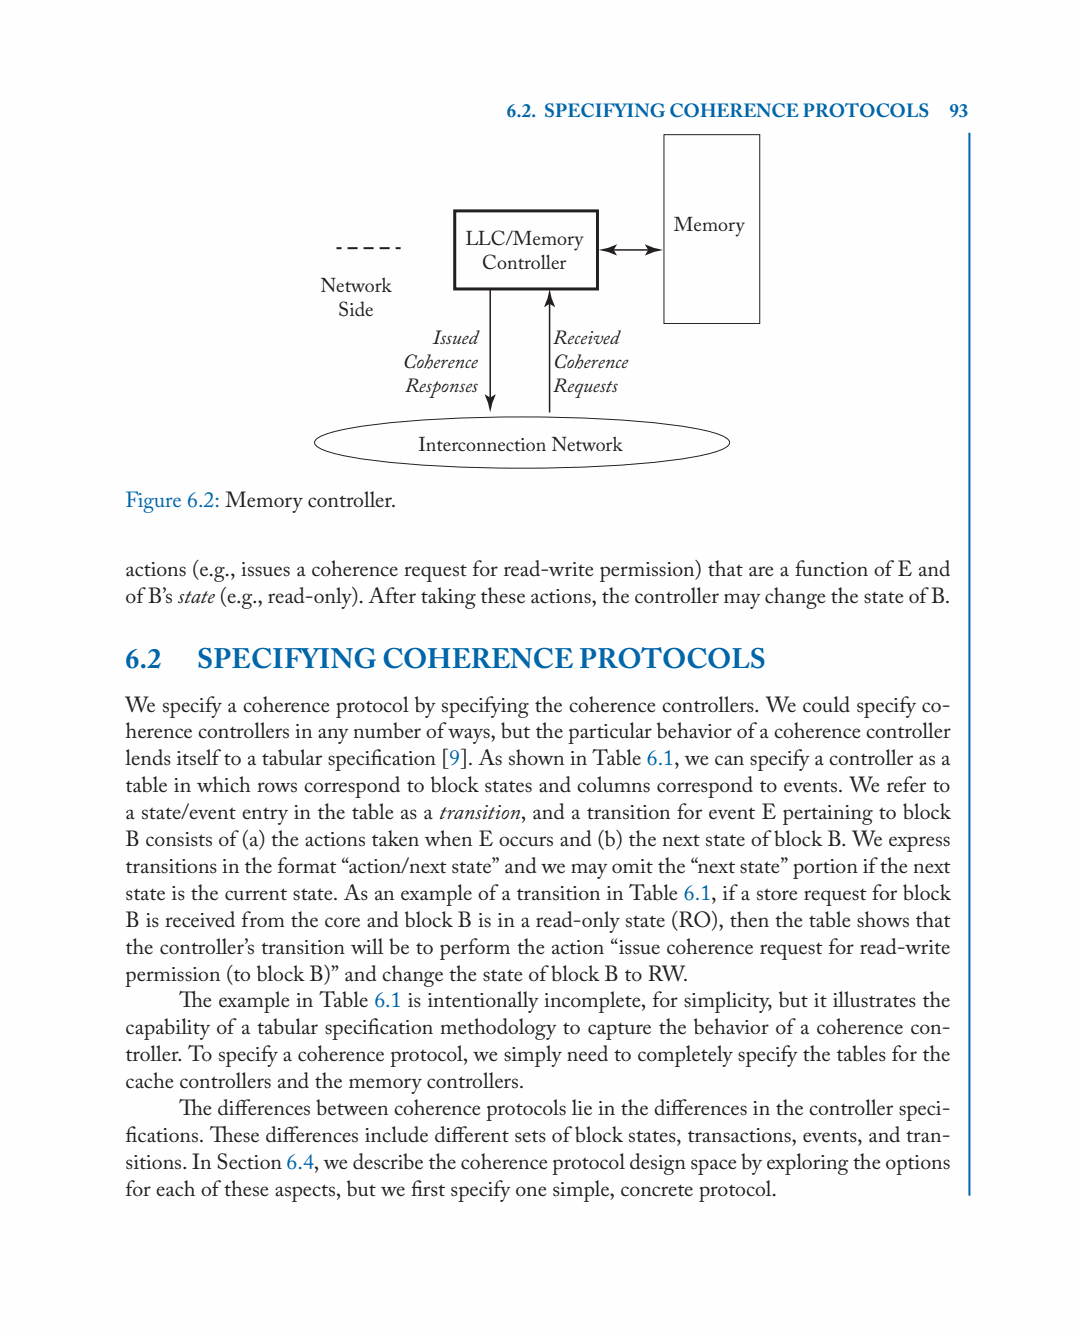 6.2. SPECIFYING COHERENCE PROTOCOLS 93
Memory
LLC/Memory
Controller
Network
Side
Issued
Coherence
Responses
Received
Coherence
Requests
Interconnection Network
Figure 6.2: Memory controller.
actions (e.g., issues a coherence request for read-write permission) that are a function of E and
of B’s state (e.g., read-only). After taking these actions, the controller may change the state of B.
6.2 SPECIFYING COHERENCE PROTOCOLS
We specify a coherence protocol by specifying the coherence controllers. We could specify co-
herence controllers in any number of ways, but the particular behavior of a coherence controller
lends itself to a tabular specification [9]. As shown in Table 6.1, we can specify a controller as a
table in which rows correspond to block states and columns correspond to events. We refer to
a state/event entry in the table as a transition, and a transition for event E pertaining to block
B consists of (a) the actions taken when E occurs and (b) the next state of block B. We express
transitions in the format “action/next state” and we may omit the “next state” portion if the next
state is the current state. As an example of a transition in Table 6.1, if a store request for block
B is received from the core and block B is in a read-only state (RO), then the table shows that
the controller’s transition will be to perform the action “issue coherence request for read-write
permission (to block B)” and change the state of block B to RW.
The example in Table 6.1 is intentionally incomplete, for simplicity, but it illustrates the
capability of a tabular specification methodology to capture the behavior of a coherence con-
troller. To specify a coherence protocol, we simply need to completely specify the tables for the
cache controllers and the memory controllers.
The differences between coherence protocols lie in the differences in the controller speci-
fications. These differences include different sets of block states, transactions, events, and tran-
sitions. In Section 6.4, we describe the coherence protocol design space by exploring the options
for each of these aspects, but we first specify one simple, concrete protocol.